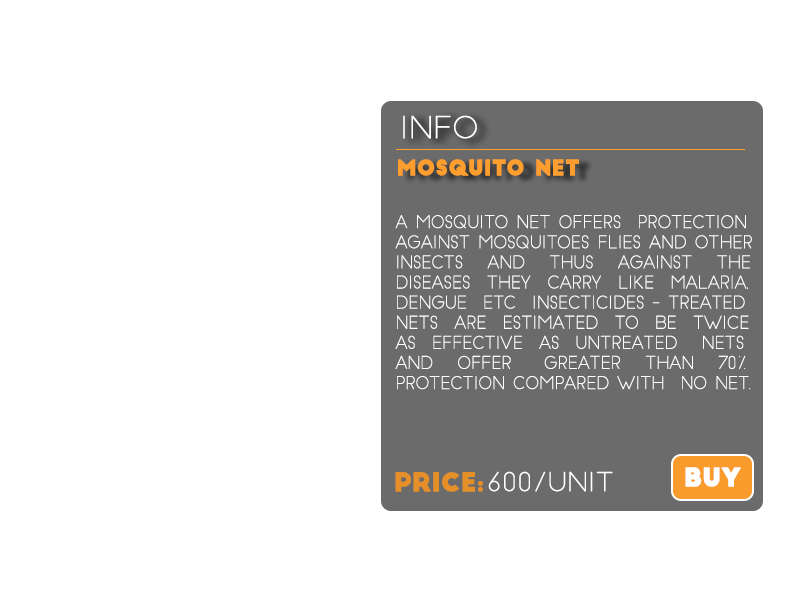 INFO
MOSQUITO NET
A MOSQUITO NET OFFERS PROTECTION
AGAINST MOSQUITOES FLIES AND OTHER
INSECTS AND THUS AGAINST THE
DISEASES THEY CARRY LIKE MALARIA,
DENGUE ETC INSECTICIDES - TREATED
NETS ARE ESTIMATED TO BE TWICE
AS EFFECTIVE AS UNTREATED NETS
AND OFFER GREATER THAN 70%
PROTECTION COMPARED WITH NO NET.
PRICE: 600/UNIT
BUY